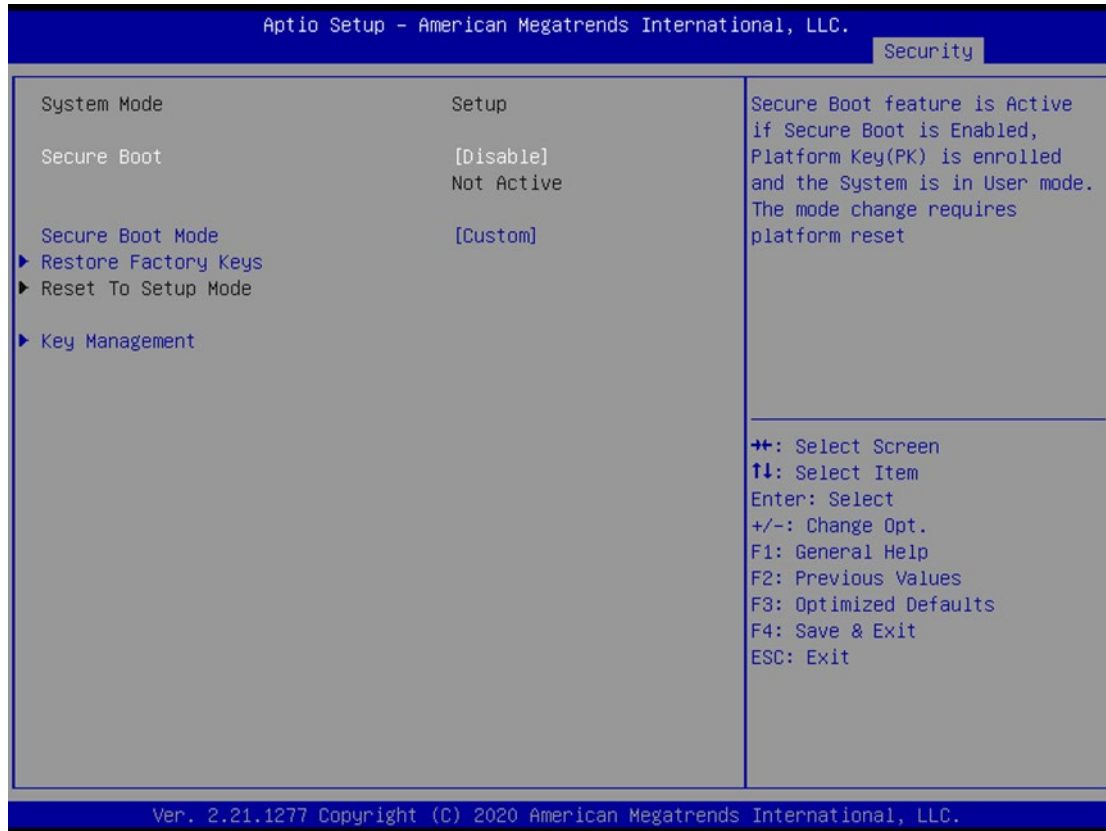 Aptio Setup – American Megatrends International, LLC.
Security
System Mode Setup
Secure Boot [Disable]
Not Active
Secure Boot Mode [Custom]
▶ Restore Factory Keys
▶ Reset To Setup Mode
▶ Key Management
Secure Boot feature is Active
if Secure Boot is Enabled,
Platform Key(PK) is enrolled
and the System is in User mode.
The mode change requires
platform reset
→←: Select Screen
↑↓: Select Item
Enter: Select
+/-: Change Opt.
F1: General Help
F2: Previous Values
F3: Optimized Defaults
F4: Save & Exit
ESC: Exit
Ver. 2.21.1277 Copyright (C) 2020 American Megatrends International, LLC.